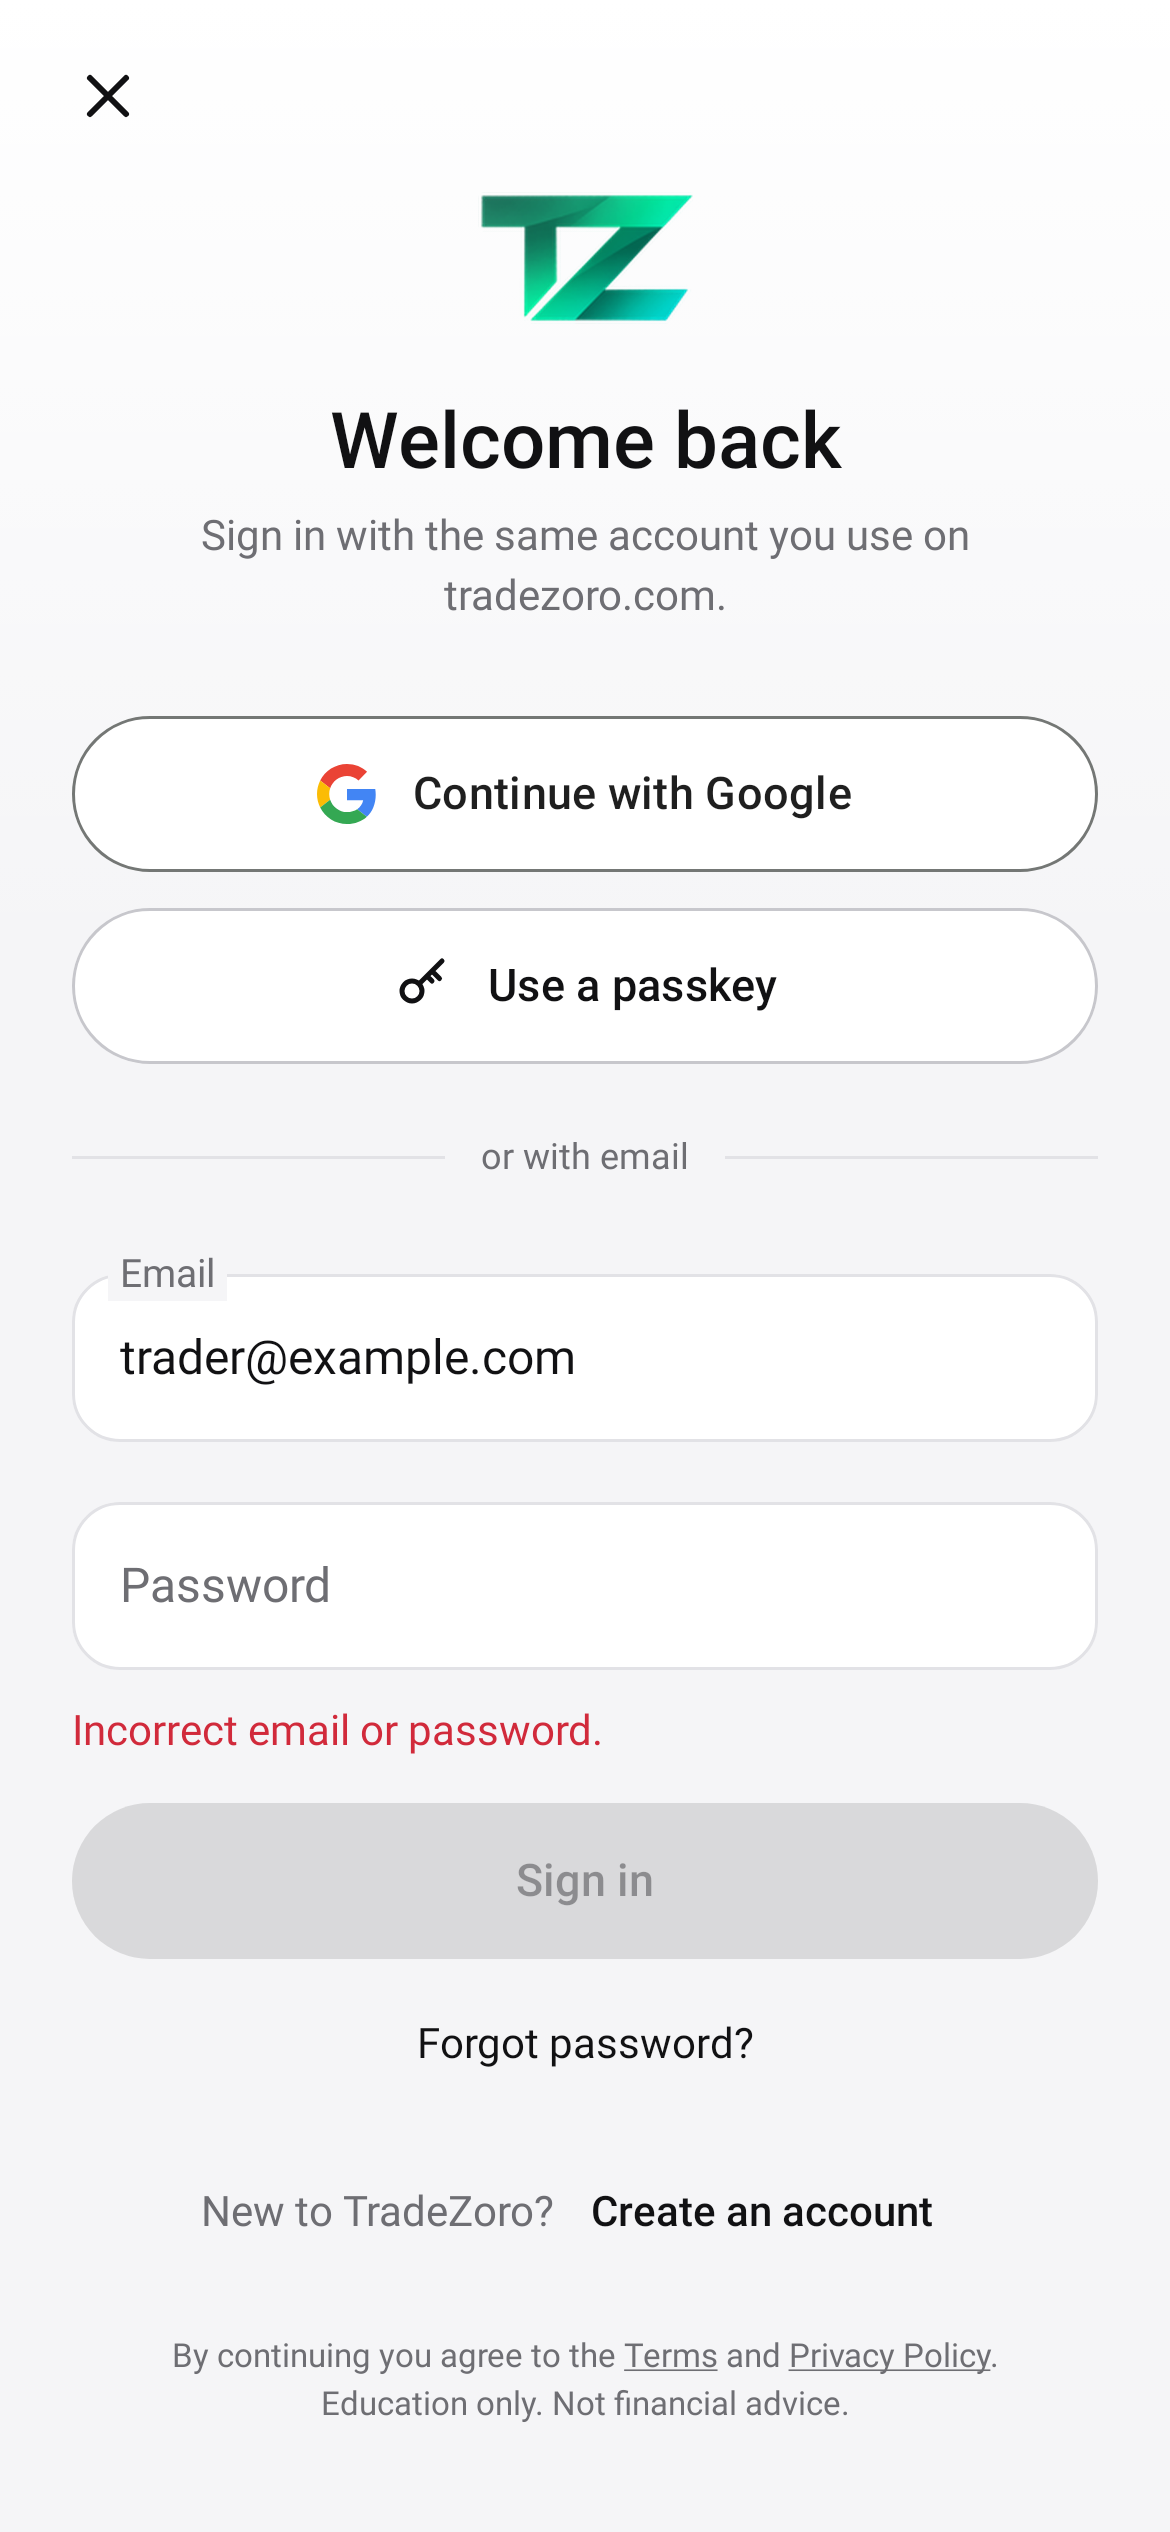 TZ
Welcome back
Sign in with the same account you use on
tradezoro.com.
Continue with Google
Use a passkey
or with email
Email
trader@example.com
Password
Incorrect email or password.
Sign in
Forgot password?
New to TradeZoro? Create an account
By continuing you agree to the Terms and Privacy Policy.
Education only. Not financial advice.